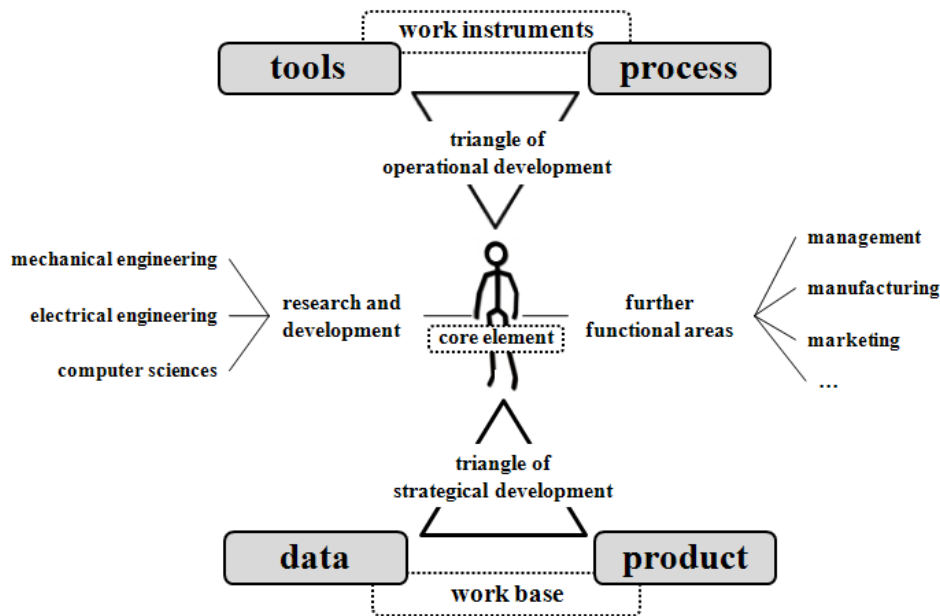 work instruments
tools
process
triangle of
operational development
mechanical engineering
electrical engineering
computer sciences
research and
development
core element
further
functional areas
management
manufacturing
marketing
...
triangle of
strategical development
data
product
work base